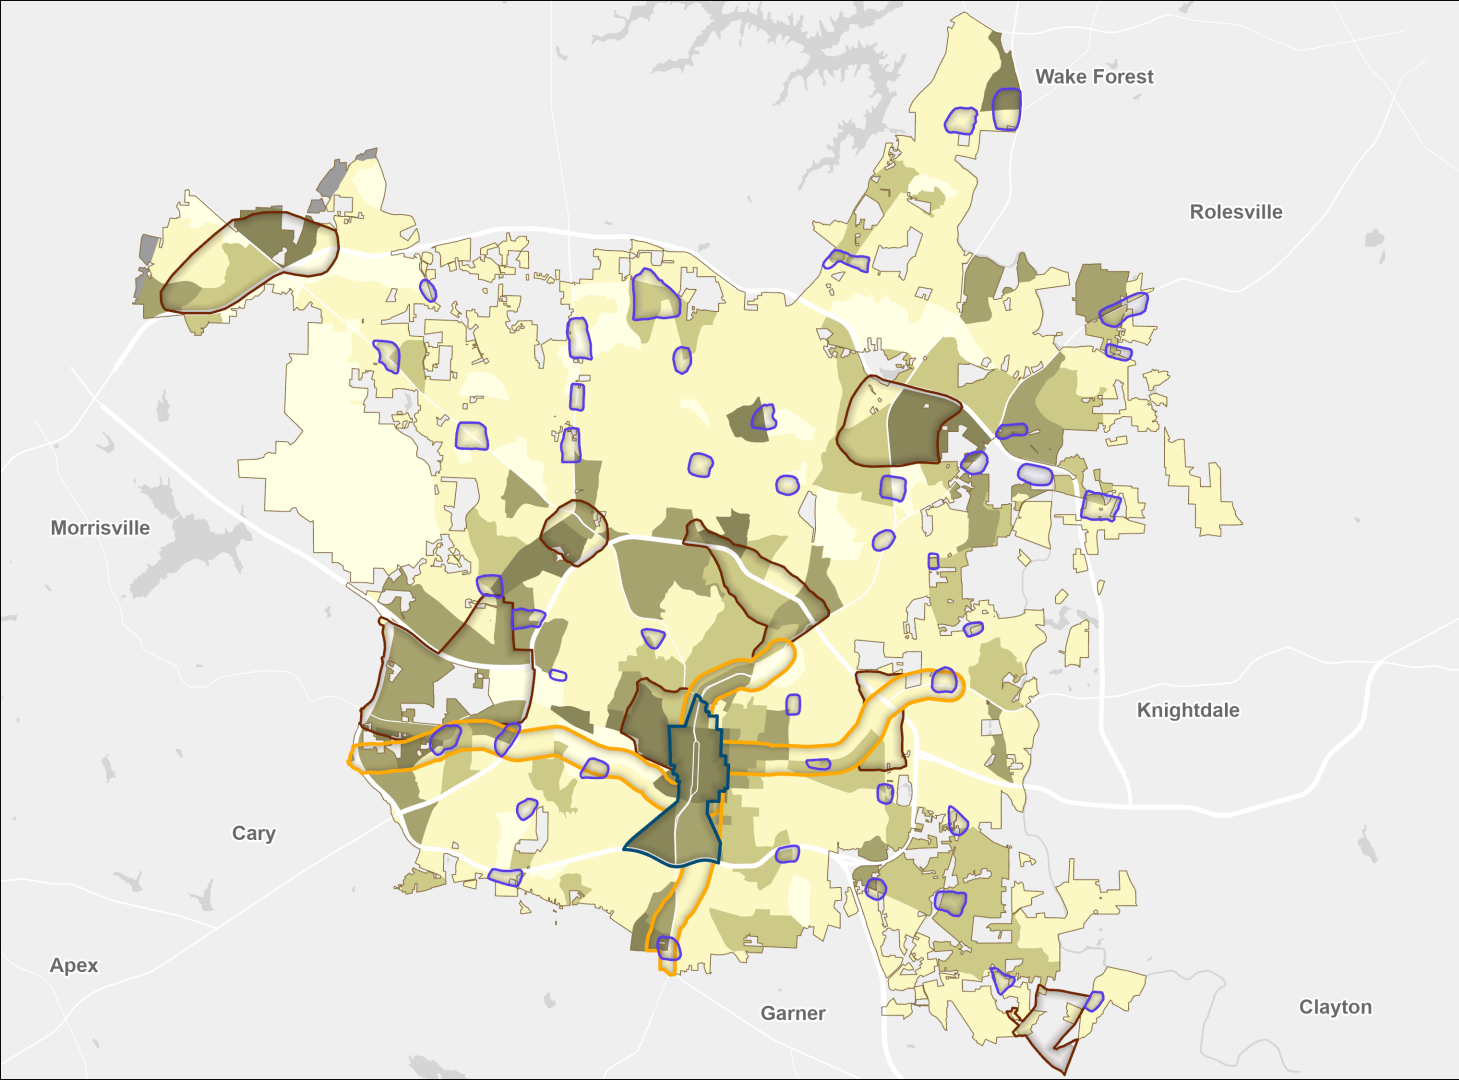 Wake Forest
Rolesville
Morrisville
Knightdale
Cary
Apex
Garner
Clayton